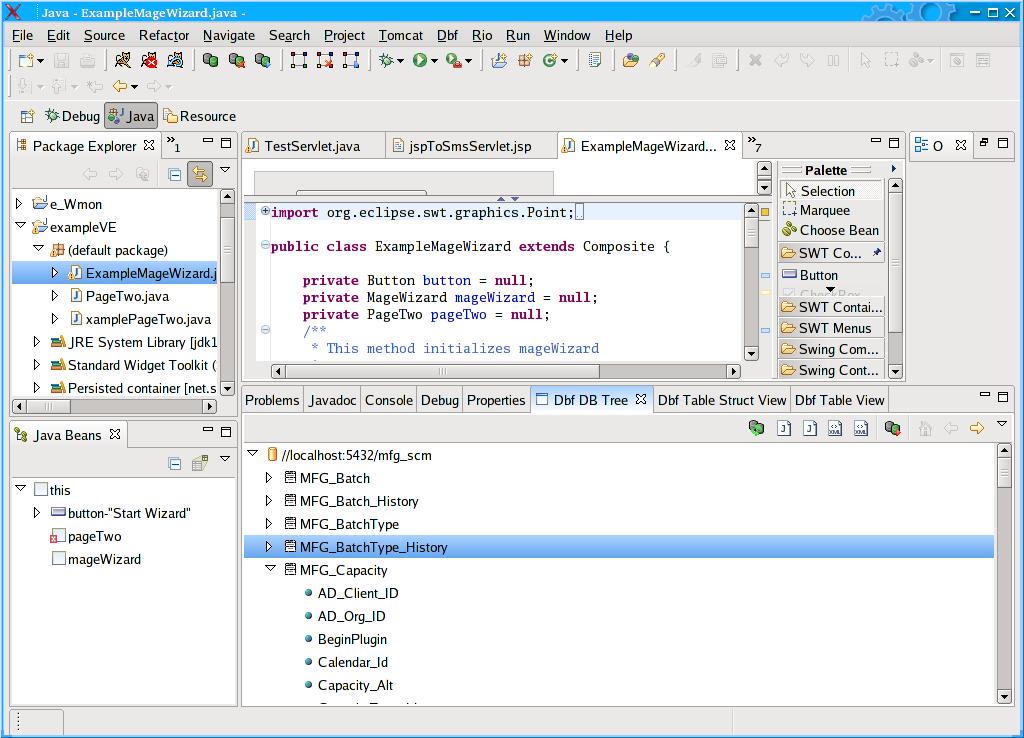 Java - ExampleMageWizard.java -
File Edit Source Refactor Navigate Search Project Tomcat Dbf Rio Run Window Help
Debug Java Resource
Package Explorer
»1
TestServlet.java
jspToSmsServlet.jsp
ExampleMageWizard...
»7
O
e_Wmon
exampleVE
(default package)
ExampleMageWizard.j
PageTwo.java
xamplePageTwo.java
JRE System Library [jdk1
Standard Widget Toolkit (
Persisted container [net.s
import org.eclipse.swt.graphics.Point;
public class ExampleMageWizard extends Composite {
private Button button = null;
private MageWizard mageWizard = null;
private PageTwo pageTwo = null;
/**
* This method initializes mageWizard
Palette
Selection
Marquee
Choose Bean
SWT Co...
Button
CheckBox
SWT Contai...
SWT Menus
Swing Com...
Swing Cont...
Java Beans
this
button-"Start Wizard"
pageTwo
mageWizard
Problems Javadoc Console Debug Properties Dbf DB Tree Dbf Table Struct View Dbf Table View
//localhost:5432/mfg_scm
MFG_Batch
MFG_Batch_History
MFG_BatchType
MFG_BatchType_History
MFG_Capacity
AD_Client_ID
AD_Org_ID
BeginPlugin
Calendar_Id
Capacity_Alt